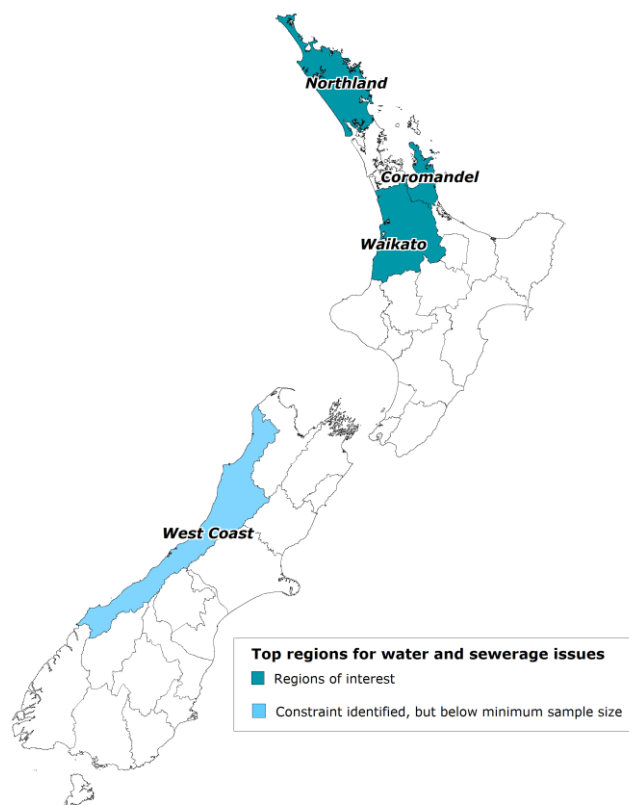 Northland
Coromandel
Waikato
West Coast
Top regions for water and sewerage issues
Regions of interest
Constraint identified, but below minimum sample size